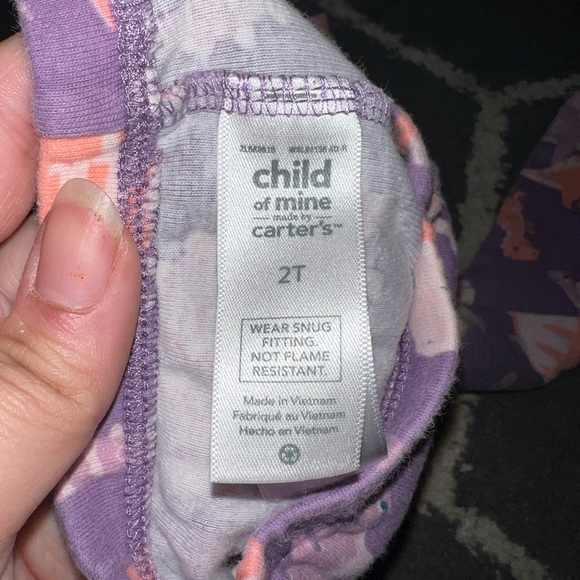 child
of mine
made by
carter's™
2T
WEAR SNUG
FITTING.
NOT FLAME
RESISTANT.
Made in Vietnam
Fabriqué au Vietnam
Hecho en Vietnam